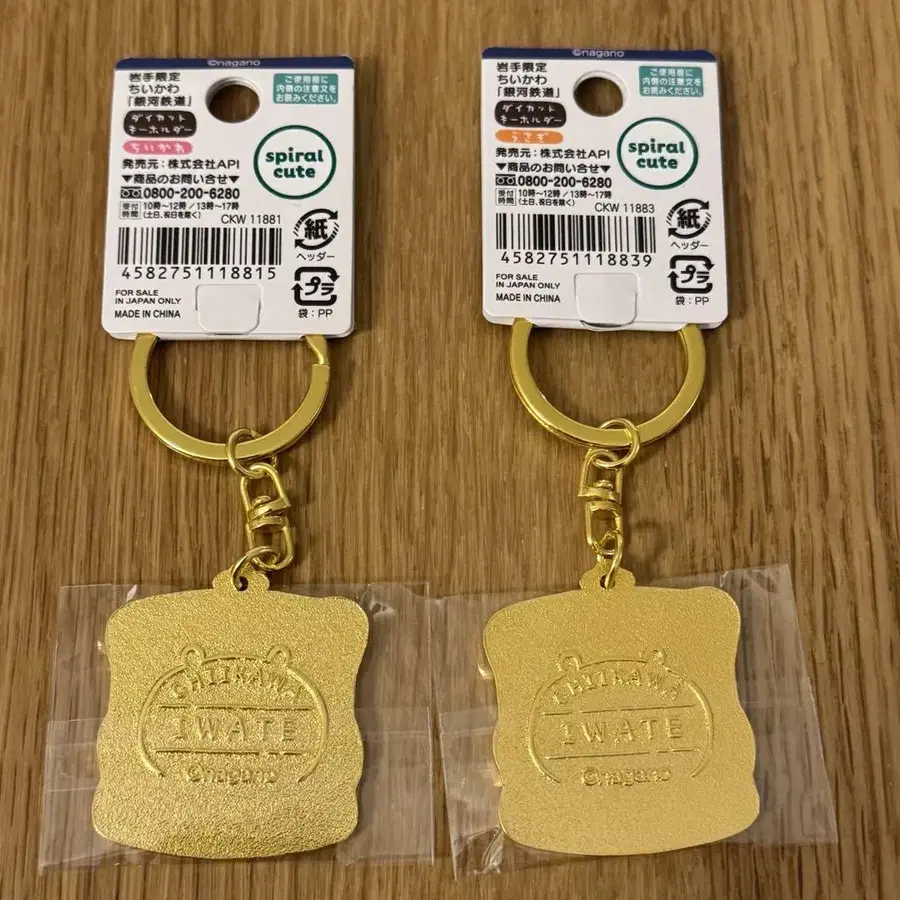 ©nagano
岩手限定
ちいかわ
「銀河鉄道」
ダイカット
キーホルダー
ちいかわ
ご使用前に
内側の注意文を
お読みください。
spiral
cute
発売元:株式会社API
▼商品のお問い合せ▼
0800-200-6280
受付
時間
10時〜12時/13時〜17時
(土日、祝日を除く)
CKW 11881
4582751118815
紙
ヘッダー
プラ
袋:PP
FOR SALE
IN JAPAN ONLY
MADE IN CHINA
CHIIKAWA
IWATE
©nagano
©nagano
岩手限定
ちいかわ
「銀河鉄道」
ダイカット
キーホルダー
うさぎ
ご使用前に
内側の注意文を
お読みください。
spiral
cute
発売元:株式会社API
▼商品のお問い合せ▼
0800-200-6280
受付
時間
10時〜12時/13時〜17時
(土日、祝日を除く)
CKW 11883
4582751118839
紙
ヘッダー
プラ
袋:PP
FOR SALE
IN JAPAN ONLY
MADE IN CHINA
CHIIKAWA
IWATE
©nagano